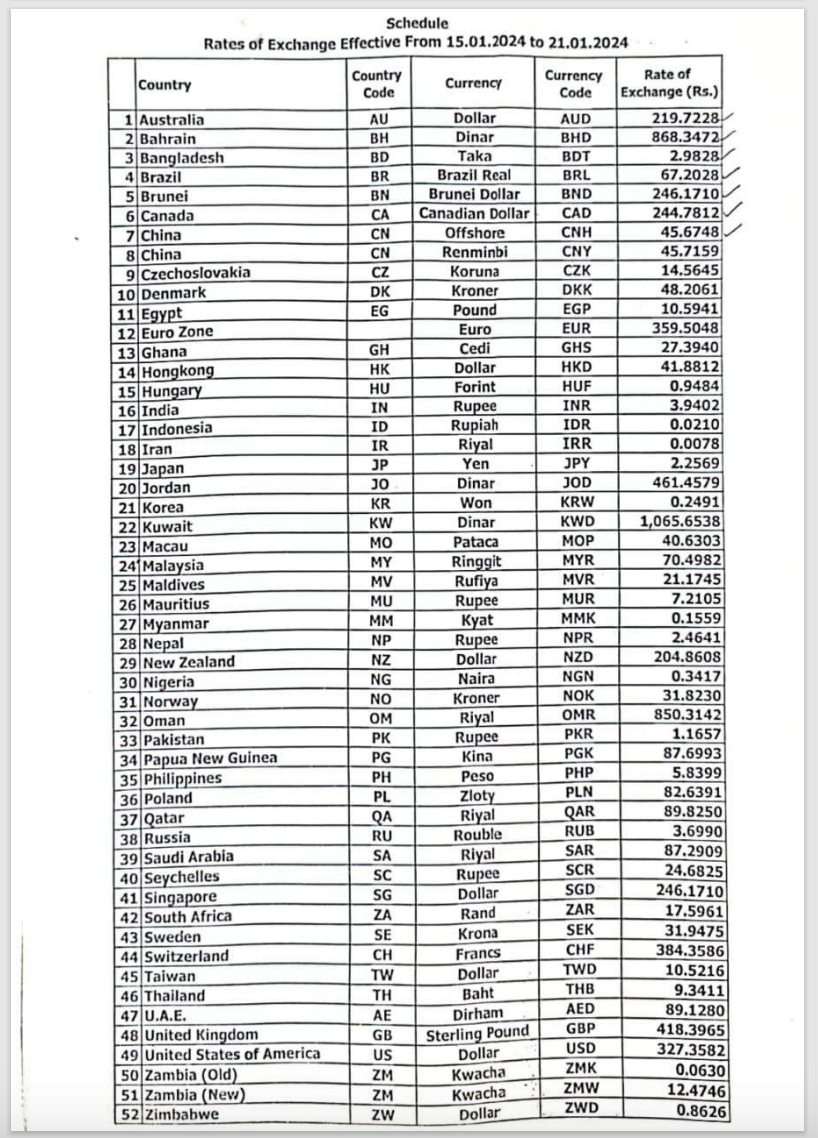 Schedule
Rates of Exchange Effective From 15.01.2024 to 21.01.2024
Country Country Code Currency Currency Code Rate of Exchange (Rs.)
1 Australia AU Dollar AUD 219.7228
2 Bahrain BH Dinar BHD 868.3472
3 Bangladesh BD Taka BDT 2.9828
4 Brazil BR Brazil Real BRL 67.2028
5 Brunei BN Brunei Dollar BND 246.1710
6 Canada CA Canadian Dollar CAD 244.7812
7 China CN Offshore CNH 45.6748
8 China CN Renminbi CNY 45.7159
9 Czechoslovakia CZ Koruna CZK 14.5645
10 Denmark DK Kroner DKK 48.2061
11 Egypt EG Pound EGP 10.5941
12 Euro Zone Euro EUR 359.5048
13 Ghana GH Cedi GHS 27.3940
14 Hongkong HK Dollar HKD 41.8812
15 Hungary HU Forint HUF 0.9484
16 India IN Rupee INR 3.9402
17 Indonesia ID Rupiah IDR 0.0210
18 Iran IR Riyal IRR 0.0078
19 Japan JP Yen JPY 2.2569
20 Jordan JO Dinar JOD 461.4579
21 Korea KR Won KRW 0.2491
22 Kuwait KW Dinar KWD 1,065.6538
23 Macau MO Pataca MOP 40.6303
24 Malaysia MY Ringgit MYR 70.4982
25 Maldives MV Rufiya MVR 21.1745
26 Mauritius MU Rupee MUR 7.2105
27 Myanmar MM Kyat MMK 0.1559
28 Nepal NP Rupee NPR 2.4641
29 New Zealand NZ Dollar NZD 204.8608
30 Nigeria NG Naira NGN 0.3417
31 Norway NO Kroner NOK 31.8230
32 Oman OM Riyal OMR 850.3142
33 Pakistan PK Rupee PKR 1.1657
34 Papua New Guinea PG Kina PGK 87.6993
35 Philippines PH Peso PHP 5.8399
36 Poland PL Zloty PLN 82.6391
37 Qatar QA Riyal QAR 89.8250
38 Russia RU Rouble RUB 3.6990
39 Saudi Arabia SA Riyal SAR 87.2909
40 Seychelles SC Rupee SCR 24.6825
41 Singapore SG Dollar SGD 246.1710
42 South Africa ZA Rand ZAR 17.5961
43 Sweden SE Krona SEK 31.9475
44 Switzerland CH Francs CHF 384.3586
45 Taiwan TW Dollar TWD 10.5216
46 Thailand TH Baht THB 9.3411
47 U.A.E. AE Dirham AED 89.1280
48 United Kingdom GB Sterling Pound GBP 418.3965
49 United States of America US Dollar USD 327.3582
50 Zambia (Old) ZM Kwacha ZMK 0.0630
51 Zambia (New) ZM Kwacha ZMW 12.4746
52 Zimbabwe ZW Dollar ZWD 0.8626